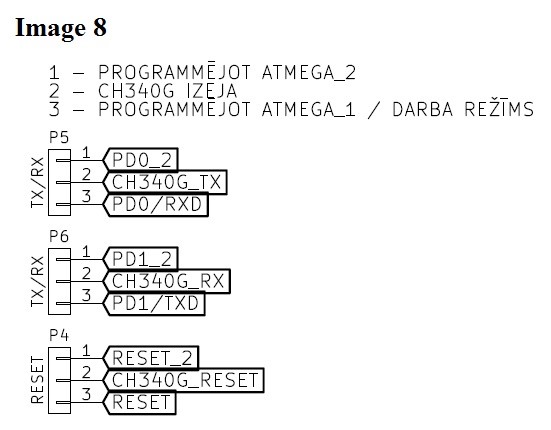 Image 8
1 – PROGRAMMĒJOT ATMEGA_2
2 – CH340G IZEJA
3 – PROGRAMMĒJOT ATMEGA_1 / DARBA REŽĪMS
P5
TX/RX
1 PD0_2
2 CH340G_TX
3 PD0/RXD
P6
TX/RX
1 PD1_2
2 CH340G_RX
3 PD1/TXD
P4
RESET
1 RESET_2
2 CH340G_RESET
3 RESET